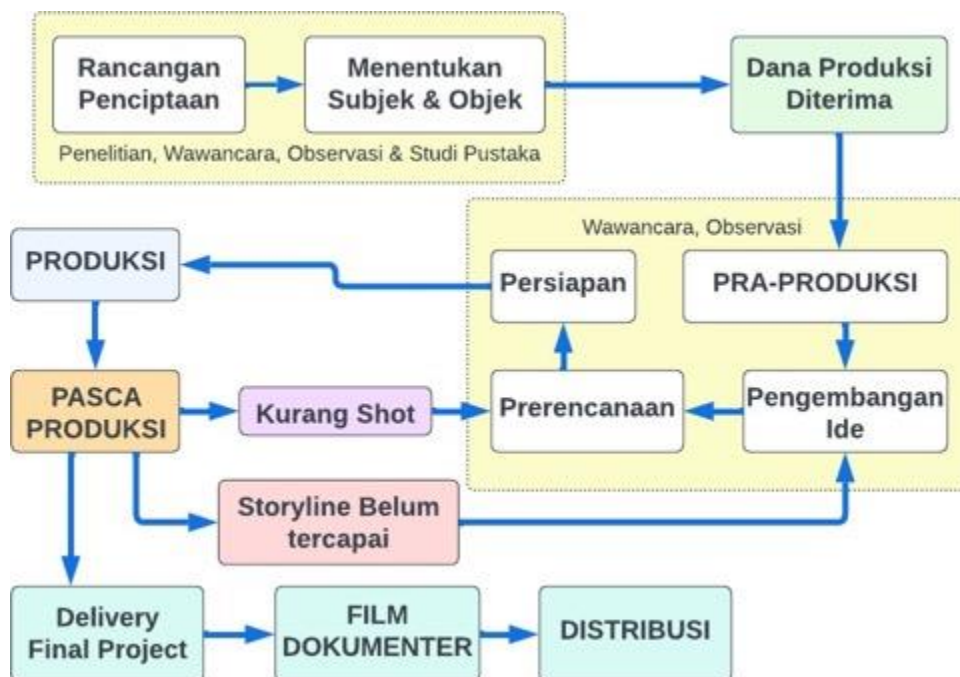 Rancangan
Penciptaan
Menentukan
Subjek & Objek
Penelitian, Wawancara, Observasi & Studi Pustaka
Dana Produksi
Diterima
Wawancara, Observasi
PRA-PRODUKSI
Persiapan
PRODUKSI
Pengembangan
Ide
Prerencanaan
Kurang Shot
PASCA
PRODUKSI
Storyline Belum
tercapai
Delivery
Final Project
FILM
DOKUMENTER
DISTRIBUSI